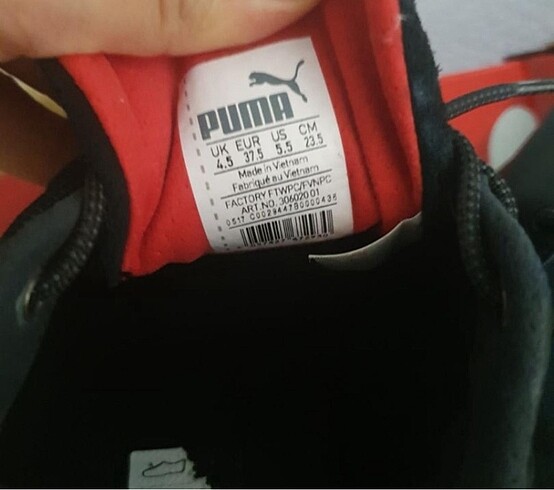 PUMA
UK EUR US CM
4.5 37.5 5.5 23.5
Made in Vietnam
Fabriqué au Vietnam
FACTORY FTWPC/FVNPC
ART.NO. 306020 01